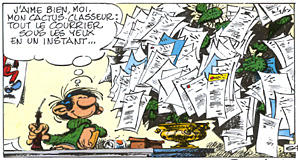 J'AIME BIEN, MOI,
MON CACTUS-CLASSEUR:
TOUT LE COURRIER,
SOUS LES YEUX
EN UN INSTANT...